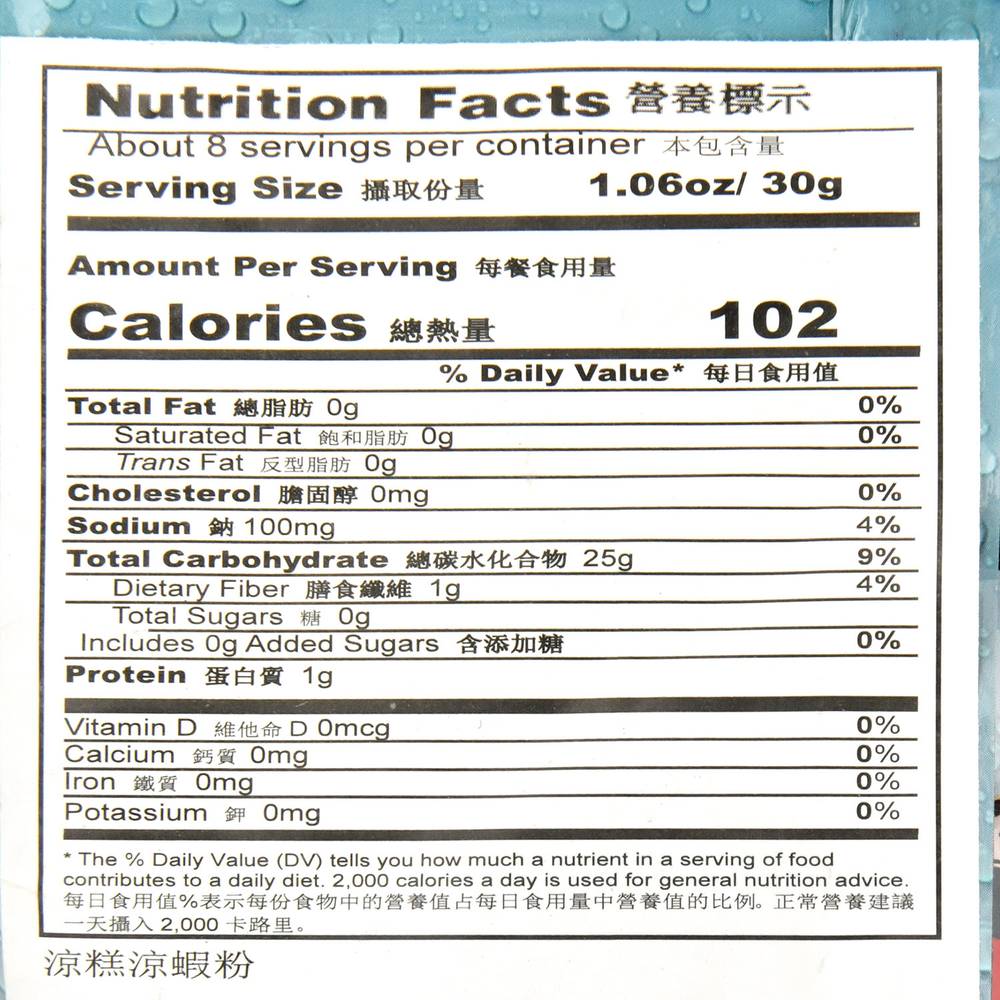 Nutrition Facts 營養標示
About 8 servings per container 本包含量
Serving Size 攝取份量 1.06oz/ 30g
Amount Per Serving 每餐食用量
Calories 總熱量 102
% Daily Value* 每日食用值
Total Fat 總脂肪 0g 0%
Saturated Fat 飽和脂肪 0g 0%
Trans Fat 反型脂肪 0g
Cholesterol 膽固醇 0mg 0%
Sodium 鈉 100mg 4%
Total Carbohydrate 總碳水化合物 25g 9%
Dietary Fiber 膳食纖維 1g 4%
Total Sugars 糖 0g
Includes 0g Added Sugars 含添加糖 0%
Protein 蛋白質 1g
Vitamin D 維他命 D 0mcg 0%
Calcium 鈣質 0mg 0%
Iron 鐵質 0mg 0%
Potassium 鉀 0mg 0%
* The % Daily Value (DV) tells you how much a nutrient in a serving of food
contributes to a daily diet. 2,000 calories a day is used for general nutrition advice.
每日食用值%表示每份食物中的營養值占每日食用量中營養值的比例。正常營養建議
一天攝入 2,000 卡路里。
涼糕涼蝦粉